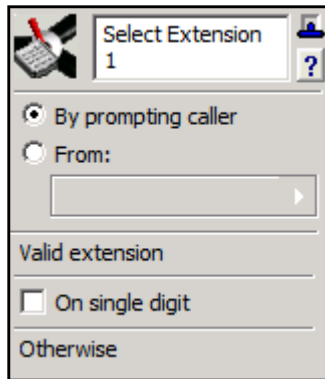 Select Extension
1
?
By prompting caller
From:
Valid extension
On single digit
Otherwise